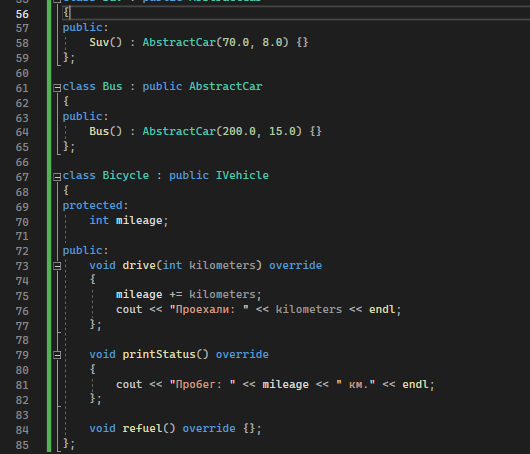 56 {
57 public:
58     Suv() : AbstractCar(70.0, 8.0) {}
59 };
60
61 class Bus : public AbstractCar
62 {
63 public:
64     Bus() : AbstractCar(200.0, 15.0) {}
65 };
66
67 class Bicycle : public IVehicle
68 {
69 protected:
70     int mileage;
71
72 public:
73     void drive(int kilometers) override
74     {
75         mileage += kilometers;
76         cout << "Проехали: " << kilometers << endl;
77     };
78
79     void printStatus() override
80     {
81         cout << "Пробег: " << mileage << " км." << endl;
82     };
83
84     void refuel() override {};
85 };